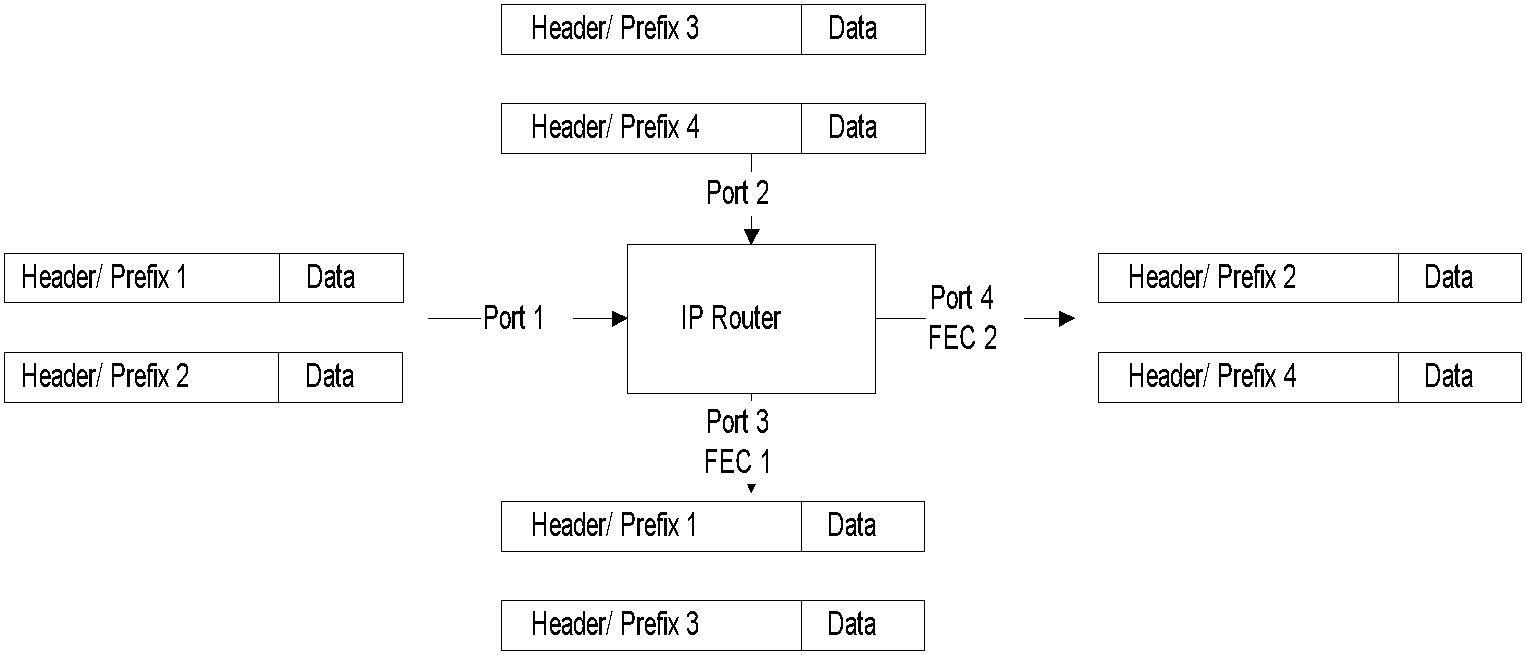 Header/ Prefix 3 Data
Header/ Prefix 4 Data
Port 2
Header/ Prefix 1 Data
Header/ Prefix 2 Data
Port 1
IP Router
Port 4
FEC 2
Header/ Prefix 2 Data
Header/ Prefix 4 Data
Port 3
FEC 1
Header/ Prefix 1 Data
Header/ Prefix 3 Data